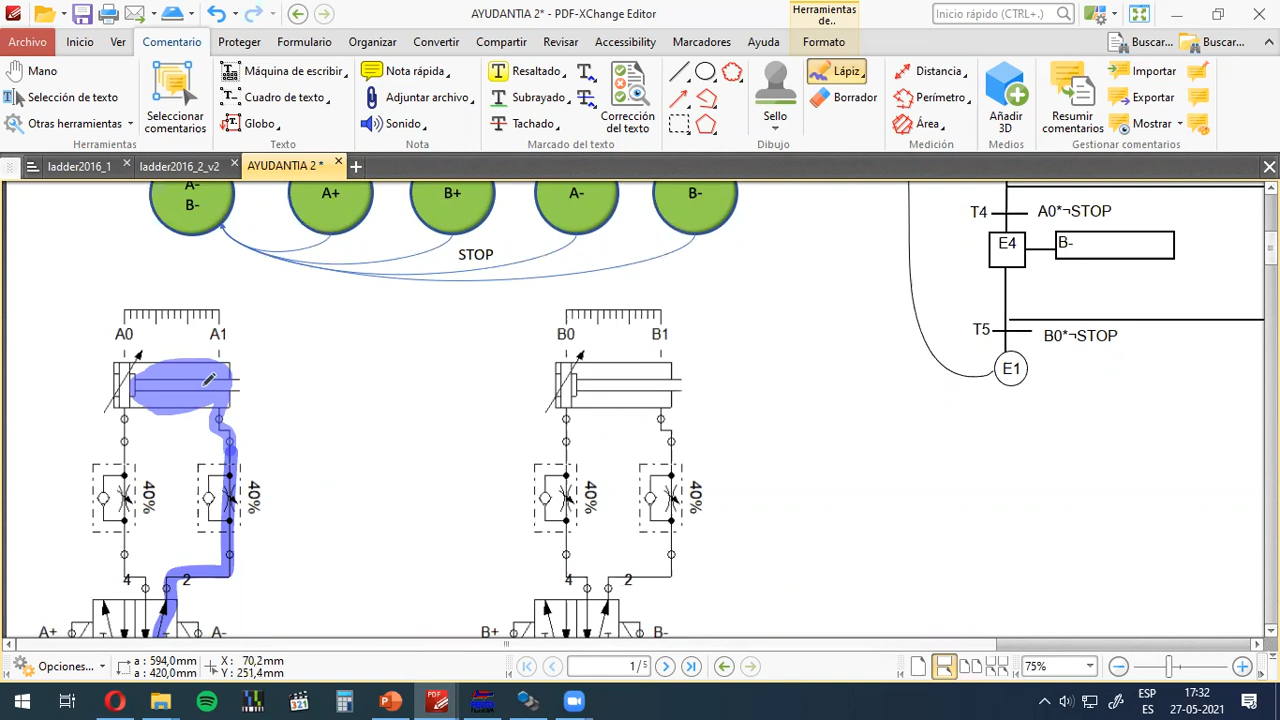 AYUDANTIA 2 * - PDF-XChange Editor
Herramientas de..
Inicio rápido (CTRL+.)
Archivo
Inicio
Ver
Comentario
Proteger
Formulario
Organizar
Convertir
Compartir
Revisar
Accessibility
Marcadores
Ayuda
Formato
Buscar...
Buscar...
Mano
Selección de texto
Otras herramientas
Seleccionar comentarios
Herramientas
Máquina de escribir
Cuadro de texto
Globo
Texto
Nota rápida
Adjuntar archivo
Sonido
Nota
Resaltado
Subrayado
Tachado
Corrección del texto
Marcado del texto
Dibujo
Sello
Lápiz
Borrador
Distancia
Perímetro
Área
Medición
Añadir 3D
Medios
Resumir comentarios
Importar
Exportar
Mostrar
Gestionar comentarios
ladder2016_1
ladder2016_2_v2
AYUDANTIA 2 *
A-
B-
A+
B+
A-
B-
STOP
T4
A0*¬STOP
E4
B-
T5
B0*¬STOP
E1
A0
A1
B0
B1
40%
40%
40%
40%
4
2
4
2
A+
A-
B+
B-
Opciones...
a : 594,0mm
a : 420,0mm
X : 70,2mm
Y : 251,4mm
1/5
75%
321
PDF
ESP
ES
17:32
27-05-2021